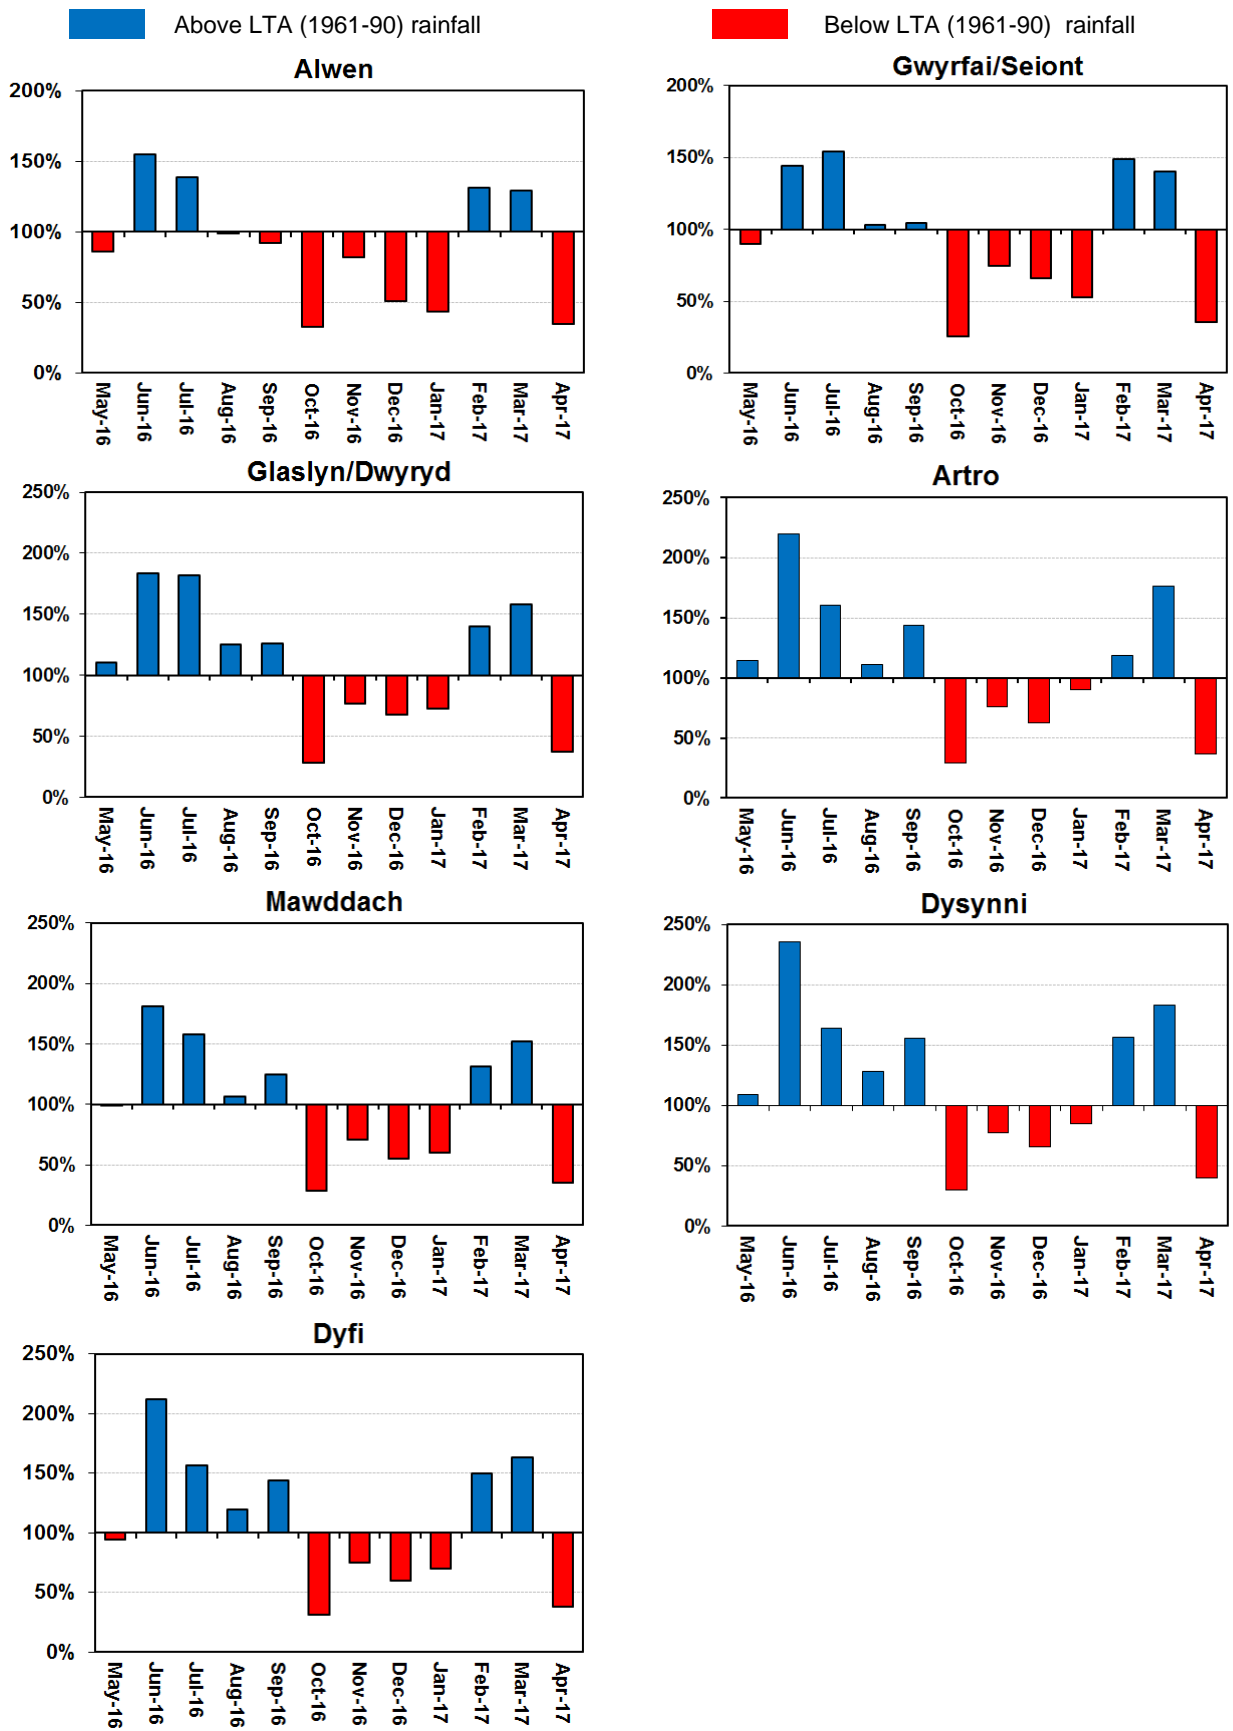 Above LTA (1961-90) rainfall
Below LTA (1961-90) rainfall
Alwen
200%
150%
100%
50%
0%
May-16
Jun-16
Jul-16
Aug-16
Sep-16
Oct-16
Nov-16
Dec-16
Jan-17
Feb-17
Mar-17
Apr-17
Gwyrfai/Seiont
200%
150%
100%
50%
0%
May-16
Jun-16
Jul-16
Aug-16
Sep-16
Oct-16
Nov-16
Dec-16
Jan-17
Feb-17
Mar-17
Apr-17
Glaslyn/Dwyryd
250%
200%
150%
100%
50%
0%
May-16
Jun-16
Jul-16
Aug-16
Sep-16
Oct-16
Nov-16
Dec-16
Jan-17
Feb-17
Mar-17
Apr-17
Artro
250%
200%
150%
100%
50%
0%
May-16
Jun-16
Jul-16
Aug-16
Sep-16
Oct-16
Nov-16
Dec-16
Jan-17
Feb-17
Mar-17
Apr-17
Mawddach
250%
200%
150%
100%
50%
0%
May-16
Jun-16
Jul-16
Aug-16
Sep-16
Oct-16
Nov-16
Dec-16
Jan-17
Feb-17
Mar-17
Apr-17
Dysynni
250%
200%
150%
100%
50%
0%
May-16
Jun-16
Jul-16
Aug-16
Sep-16
Oct-16
Nov-16
Dec-16
Jan-17
Feb-17
Mar-17
Apr-17
Dyfi
250%
200%
150%
100%
50%
0%
May-16
Jun-16
Jul-16
Aug-16
Sep-16
Oct-16
Nov-16
Dec-16
Jan-17
Feb-17
Mar-17
Apr-17